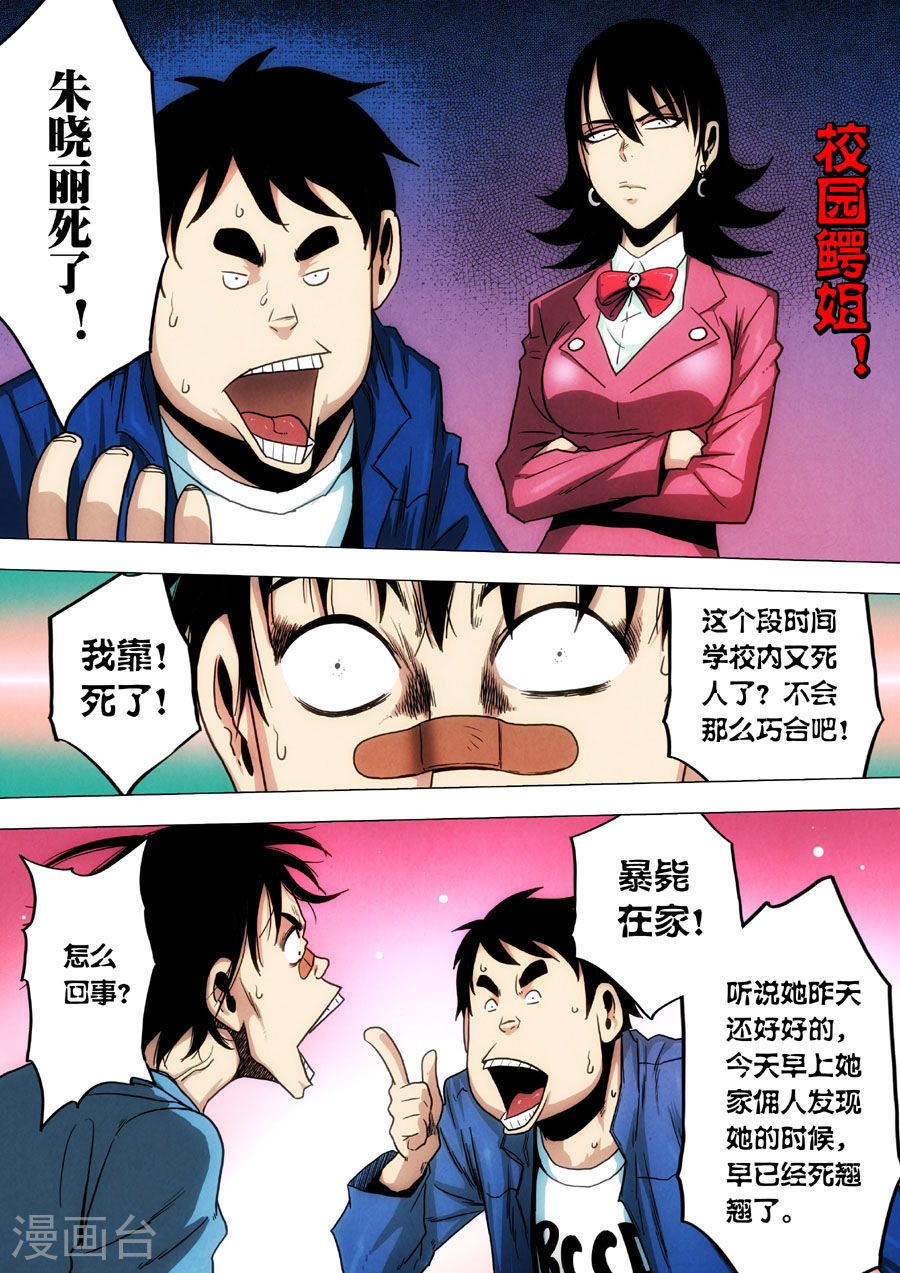 朱晓丽死了！
校园鳄姐！
我靠！
死了！
这个段时间
学校内又死
人了？不会
那么巧合吧！
怎么
回事？
暴毙
在家！
听说她昨天
还好好的，
今天早上她
家佣人发现
她的时候，
早已经死翘
翘了。
漫画台